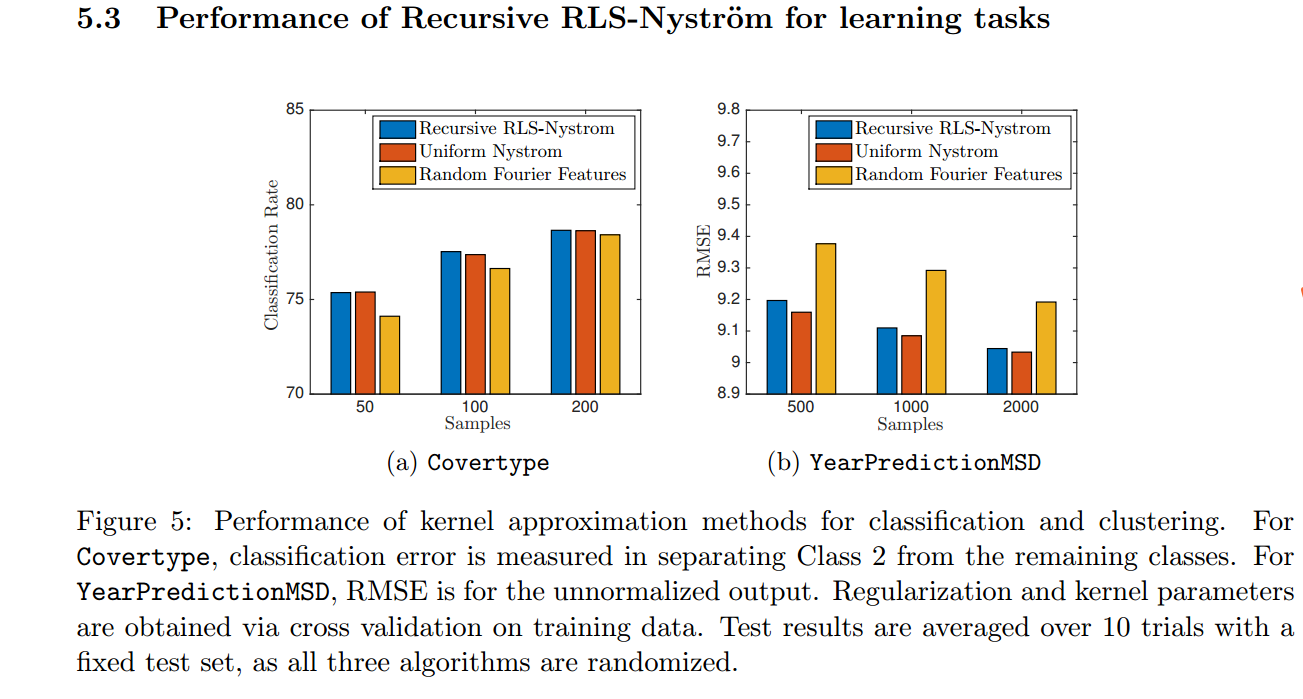 5.3 Performance of Recursive RLS-Nyström for learning tasks
85
80
75
70
Classification Rate
Recursive RLS-Nystrom
Uniform Nystrom
Random Fourier Features
50 100 200
Samples
(a) Covertype
9.8
9.7
9.6
9.5
9.4
9.3
9.2
9.1
9
8.9
RMSE
Recursive RLS-Nystrom
Uniform Nystrom
Random Fourier Features
500 1000 2000
Samples
(b) YearPredictionMSD
Figure 5: Performance of kernel approximation methods for classification and clustering. For
Covertype, classification error is measured in separating Class 2 from the remaining classes. For
YearPredictionMSD, RMSE is for the unnormalized output. Regularization and kernel parameters
are obtained via cross validation on training data. Test results are averaged over 10 trials with a
fixed test set, as all three algorithms are randomized.